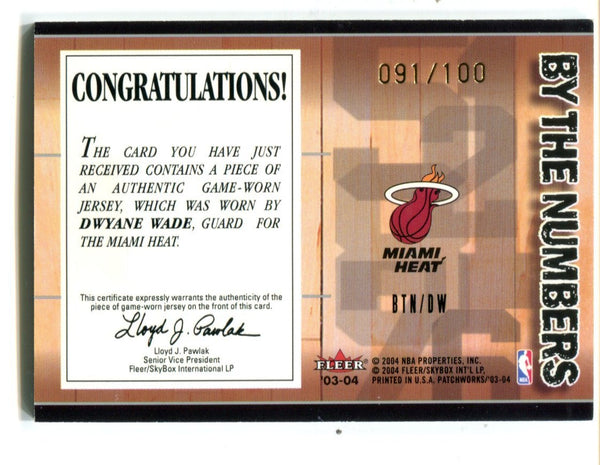 CONGRATULATIONS!
THE CARD YOU HAVE JUST
RECEIVED CONTAINS A PIECE OF
AN AUTHENTIC GAME-WORN
JERSEY, WHICH WAS WORN BY
DWYANE WADE, GUARD FOR
THE MIAMI HEAT.
This certificate expressly warrants the authenticity of the
piece of game-worn jersey on the front of this card.
Lloyd J. Pawlak
Lloyd J. Pawlak
Senior Vice President
Fleer/SkyBox International LP
091/100
MIAMI
HEAT
BTN/DW
FLEER
'03-04
© 2004 NBA PROPERTIES, INC.
© 2004 FLEER/SKYBOX INT'L LP
PRINTED IN U.S.A. PATCHWORKS/'03-04
BY THE NUMBERS